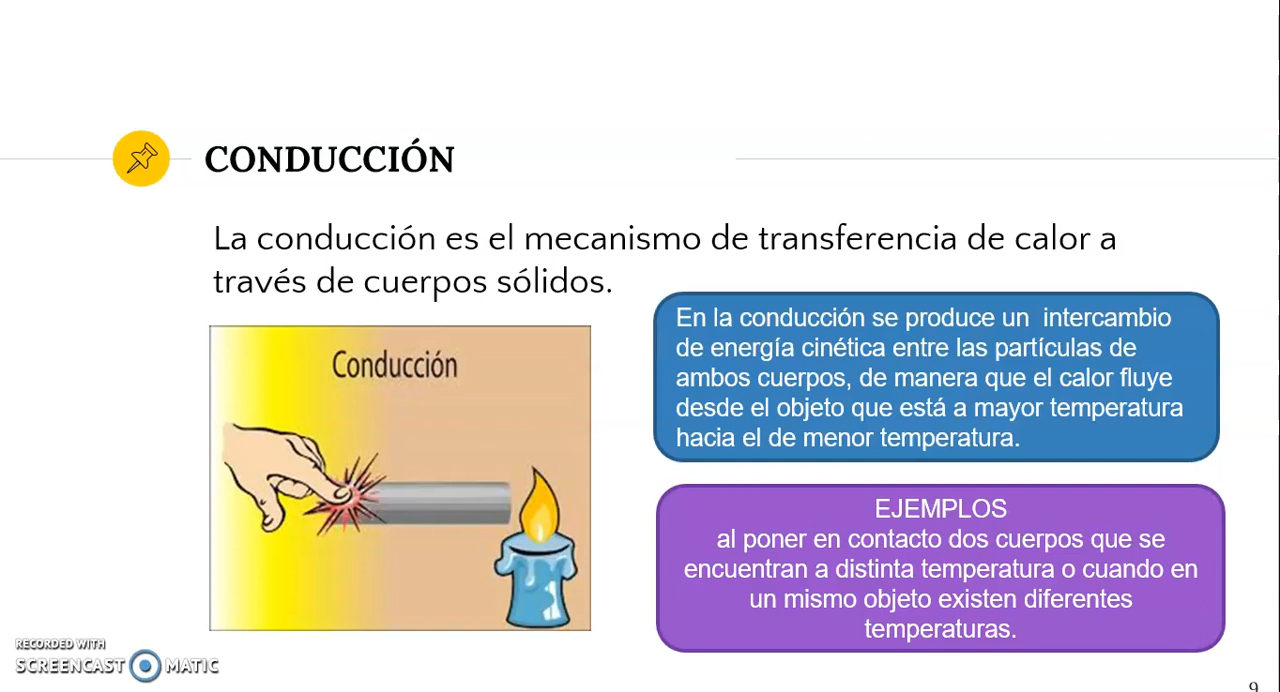 CONDUCCIÓN
La conducción es el mecanismo de transferencia de calor a
través de cuerpos sólidos.
Conducción
En la conducción se produce un intercambio
de energía cinética entre las partículas de
ambos cuerpos, de manera que el calor fluye
desde el objeto que está a mayor temperatura
hacia el de menor temperatura.
EJEMPLOS
al poner en contacto dos cuerpos que se
encuentran a distinta temperatura o cuando en
un mismo objeto existen diferentes
temperaturas.
RECORDED WITH
SCREENCAST MATIC
9